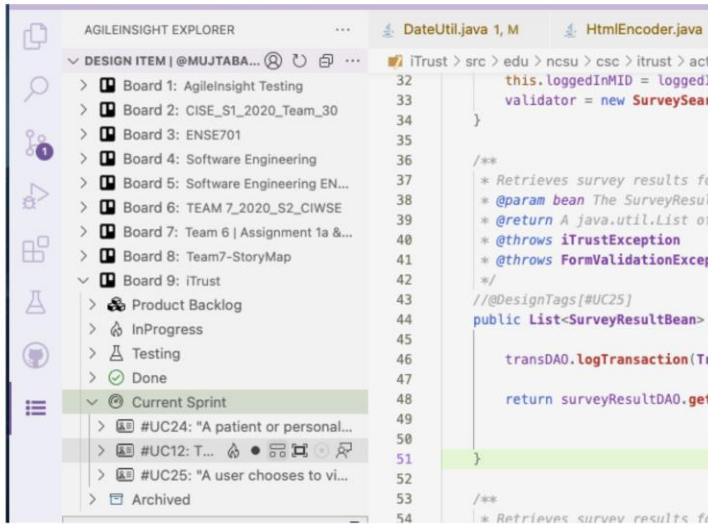 AGILEINSIGHT EXPLORER ...
DESIGN ITEM | @MUJTABA... ...
Board 1: AgileInsight Testing
Board 2: CISE_S1_2020_Team_30
Board 3: ENSE701
Board 4: Software Engineering
Board 5: Software Engineering EN...
Board 6: TEAM 7_2020_S2_CIWSE
Board 7: Team 6 | Assignment 1a &...
Board 8: Team7-StoryMap
Board 9: iTrust
Product Backlog
InProgress
Testing
Done
Current Sprint
#UC24: "A patient or personal...
#UC12: T...
#UC25: "A user chooses to vi...
Archived
1
DateUtil.java 1, M HtmlEncoder.java
iTrust > src > edu > ncsu > csc > itrust > act
32 this.loggedInMID = loggedI
33 validator = new SurveySear
34 }
35
36 /**
37 * Retrieves survey results fo
38 * @param bean The SurveyResul
39 * @return A java.util.List of
40 * @throws iTrustException
41 * @throws FormValidationExcep
42 */
43 //@DesignTags[#UC25]
44 public List<SurveyResultBean>
45
46 transDAO.logTransaction(Tr
47
48 return surveyResultDAO.get
49
50
51 }
52
53 /**
54 * Retrieves survey results fo